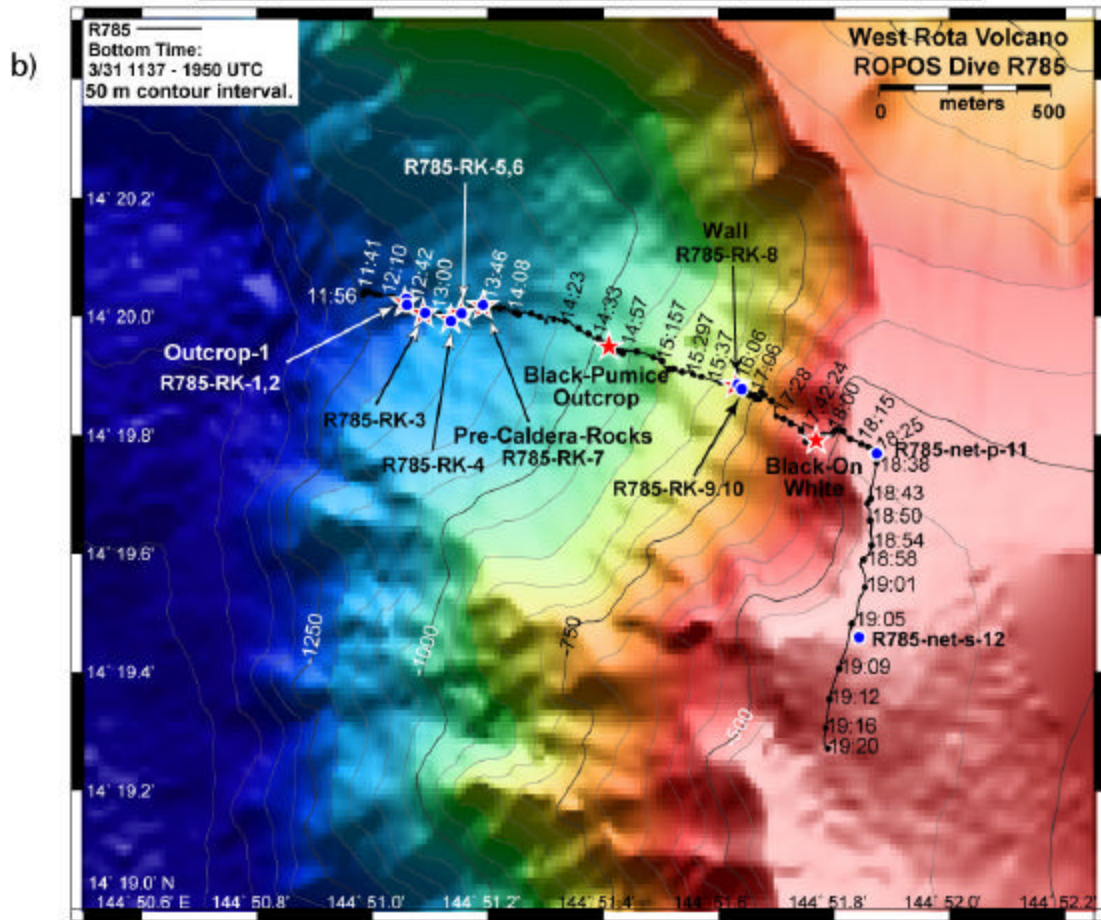 b)
R785
Bottom Time:
3/31 1137 - 1950 UTC
50 m contour interval.
West Rota Volcano
ROPOS Dive R785
0 meters 500
R785-RK-5,6
14˚ 20.2'
Wall
R785-RK-8
11:41
12:10
12:42
13:00
13:46
14:08
14:23
14:33
14:57
15:157
15:297
15:37
16:06
17:06
17:28
18:00
18:15
18:25
11:56
14˚ 20.0'
Outcrop-1
R785-RK-1,2
Black-Pumice
Outcrop
R785-RK-3
Pre-Caldera-Rocks
R785-RK-7
R785-RK-4
14˚ 19.8'
R785-net-p-11
18:38
Black-On
White
R785-RK-9,10
18:43
18:50
18:54
14˚ 19.6'
18:58
19:01
19:05
R785-net-s-12
-1250
-1000
-750
-500
14˚ 19.4'
19:09
19:12
19:16
19:20
14˚ 19.2'
14˚ 19.0' N
144˚ 50.6' E
144˚ 50.8'
144˚ 51.0'
144˚ 51.2'
144˚ 51.4'
144˚ 51.6'
144˚ 51.8'
144˚ 52.0'
144˚ 52.2'